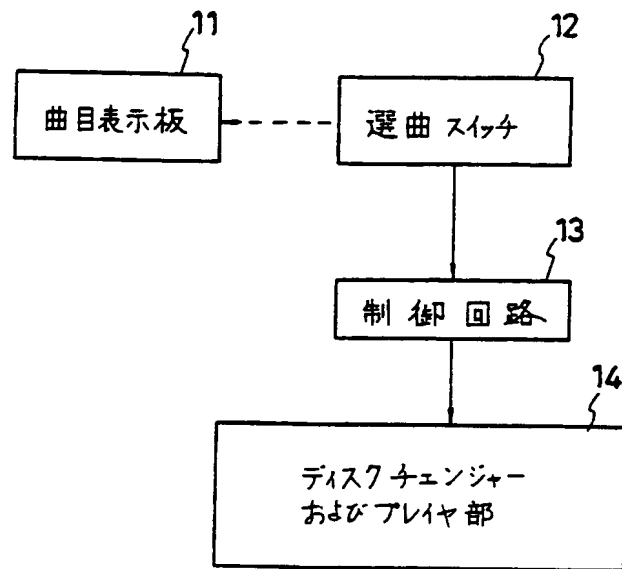 11
12
曲目表示板
選曲スイッチ
13
制御回路
14
ディスクチェンジャー
およびプレイヤ部